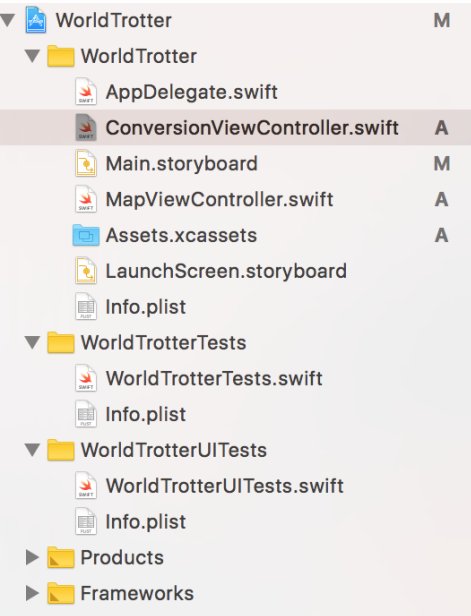 WorldTrotter M
WorldTrotter
AppDelegate.swift
ConversionViewController.swift A
Main.storyboard M
MapViewController.swift A
Assets.xcassets A
LaunchScreen.storyboard
Info.plist
WorldTrotterTests
WorldTrotterTests.swift
Info.plist
WorldTrotterUITests
WorldTrotterUITests.swift
Info.plist
Products
Frameworks